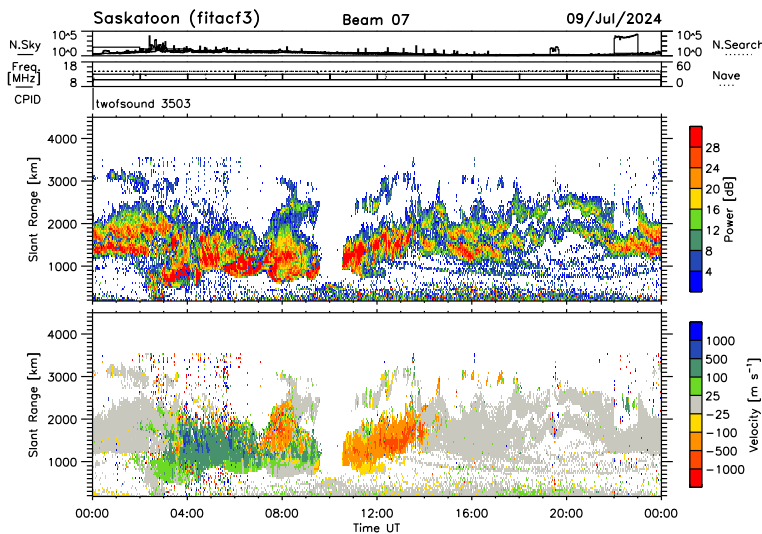 Saskatoon (fitacf3) Beam 07 09/Jul/2024
N.Sky 10^5 10^0 10^5 10^0 N.Search
Freq. [MHz] 18 8 60 0 Nave
CPID twofsound 3503
Slant Range [km] 4000 3000 2000 1000
28 24 20 16 12 8 4 Power [dB]
Slant Range [km] 4000 3000 2000 1000
1000 500 100 25 −25 −100 −500 −1000 Velocity [m s⁻¹]
00:00 04:00 08:00 12:00 16:00 20:00 00:00
Time UT